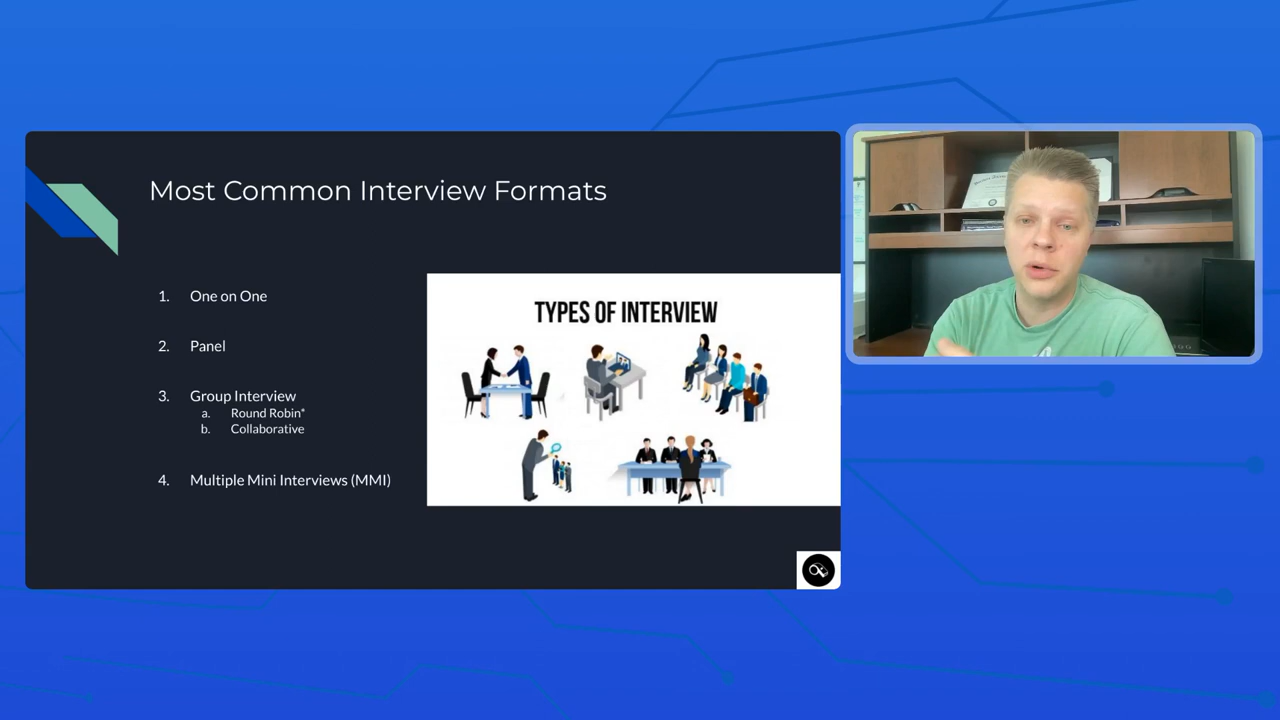 Most Common Interview Formats
1. One on One
2. Panel
3. Group Interview
a. Round Robin*
b. Collaborative
4. Multiple Mini Interviews (MMI)
TYPES OF INTERVIEW